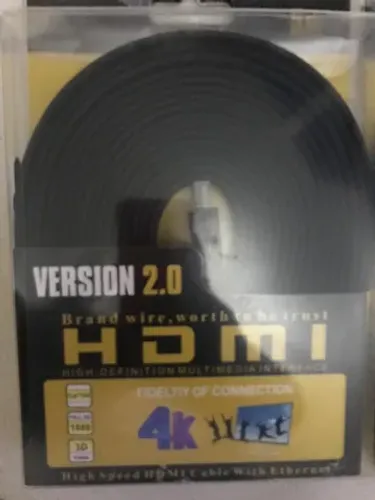 VERSION 2.0
Brand wire, worth to be trust
HDMI
HIGH-DEFINITION MULTIMEDIA INTERFACE
FIDELITY OF CONNECTION
4K
1080
3D
High Speed HDMI Cable With Ethernet